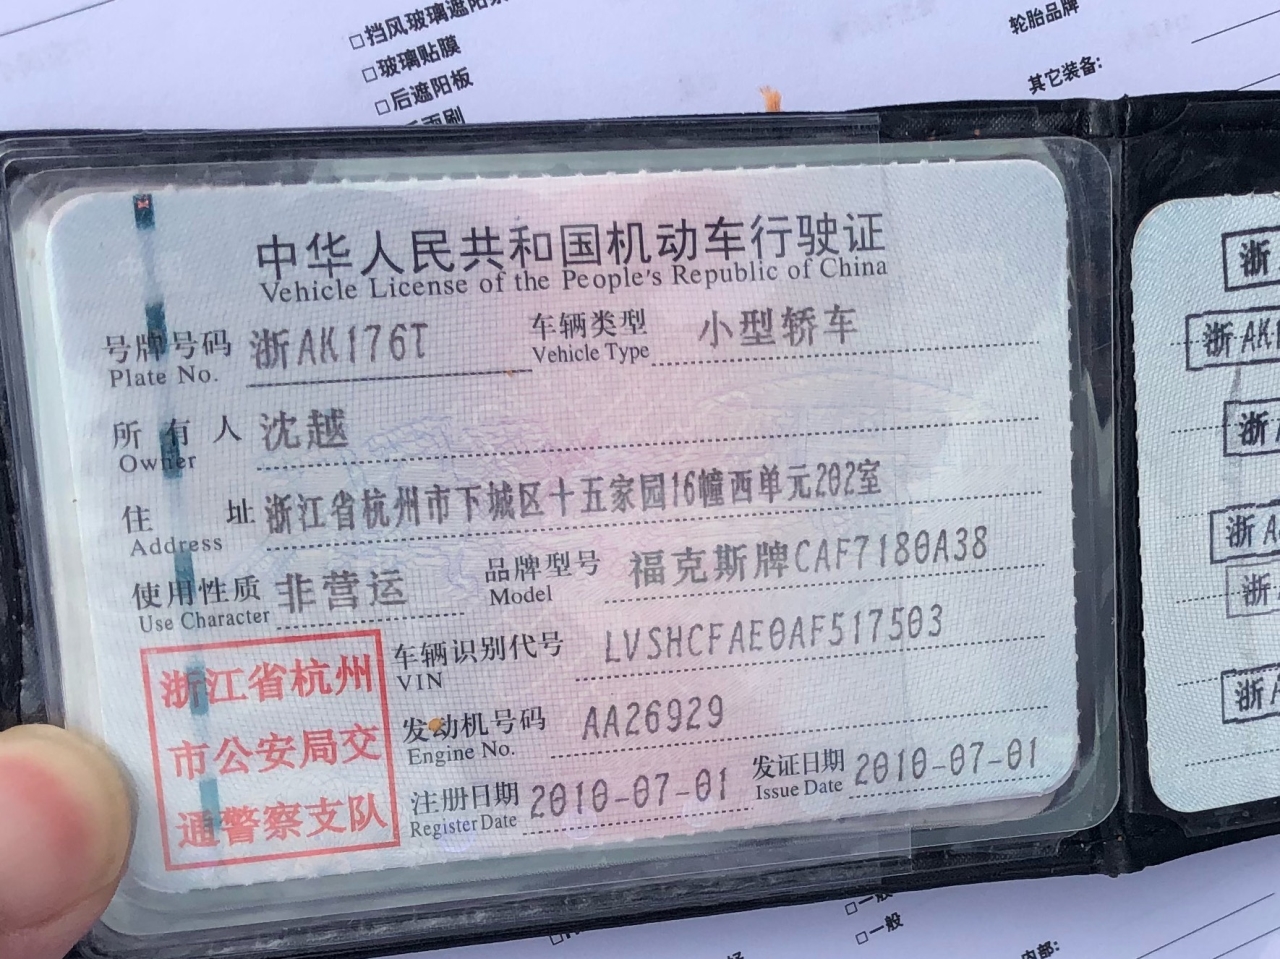 □挡风玻璃遮阳
□玻璃贴膜
□后遮阳板
雨刷
轮胎品牌
其它装备:
中华人民共和国机动车行驶证
Vehicle License of the People's Republic of China
号牌号码 浙AK176T 车辆类型 小型轿车
Plate No. Vehicle Type
所有人 沈越
Owner
住址 浙江省杭州市下城区十五家园16幢西单元202室
Address
使用性质 非营运 品牌型号 福克斯牌CAF7180A38
Use Character Model
浙江省杭州
市公安局交
通警察支队
车辆识别代号 LVSHCFAE0AF517503
VIN
发动机号码 AA26929
Engine No.
注册日期 2010-07-01 发证日期 2010-07-01
Register Date Issue Date
浙
浙AK
浙
浙A
浙
浙A
□一般
□一般
内部: